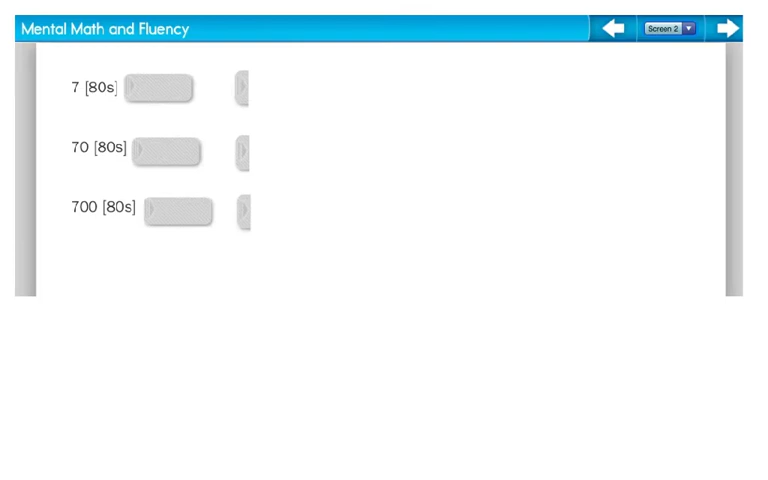 Mental Math and Fluency
Screen 2
7 [80s]
70 [80s]
700 [80s]